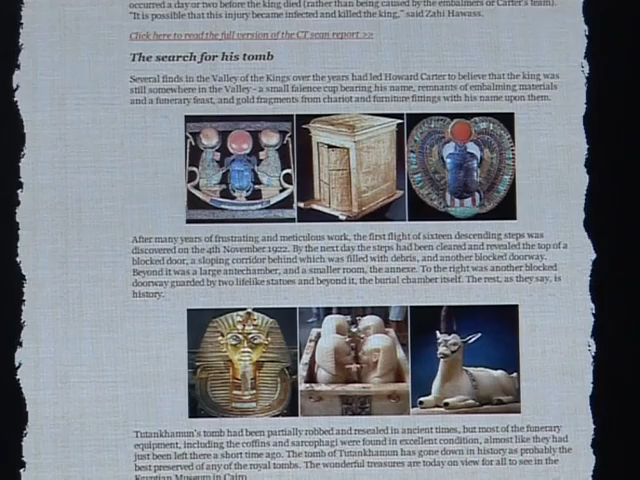 occurred a day or two before the king died (rather than being caused by the embalmers or Carter's team).
"It is possible that this injury became infected and killed the king," said Zahi Hawass.
Click here to read the full version of the CT scan report >>
The search for his tomb
Several finds in the Valley of the Kings over the years had led Howard Carter to believe that the king was
still somewhere in the Valley - a small faience cup bearing his name, remnants of embalming materials
and a funerary feast, and gold fragments from chariot and furniture fittings with his name upon them.
After many years of frustrating and meticulous work, the first flight of sixteen descending steps was
discovered on the 4th November 1922. By the next day the steps had been cleared and revealed the top of a
blocked door, a sloping corridor behind which was filled with debris, and another blocked doorway.
Beyond it was a large antechamber, and a smaller room, the annexe. To the right was another blocked
doorway guarded by two lifelike statues and beyond it, the burial chamber itself. The rest, as they say, is
history.
Tutankhamun's tomb had been partially robbed and resealed in ancient times, but most of the funerary
equipment, including the coffins and sarcophagi were found in excellent condition, almost like they had
just been left there a short time ago. The tomb of Tutankhamun has gone down in history as probably the
best preserved of any of the royal tombs. The wonderful treasures are today on view for all to see in the
Egyptian Museum in Cairo